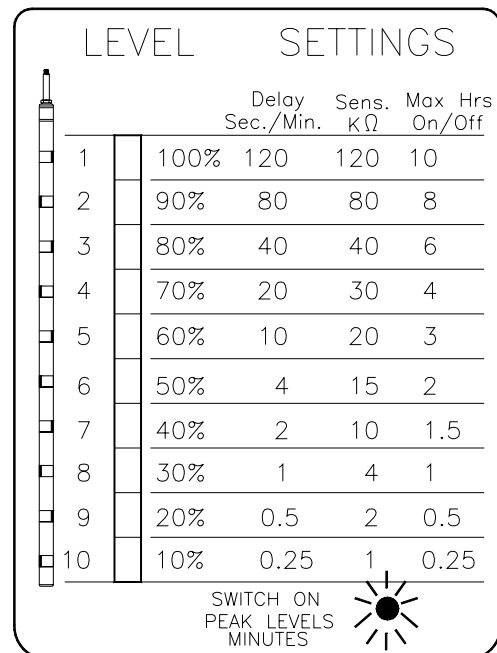 LEVEL SETTINGS
Delay Sens. Max Hrs
Sec./Min. KΩ On/Off
1 100% 120 120 10
2 90% 80 80 8
3 80% 40 40 6
4 70% 20 30 4
5 60% 10 20 3
6 50% 4 15 2
7 40% 2 10 1.5
8 30% 1 4 1
9 20% 0.5 2 0.5
10 10% 0.25 1 0.25
SWITCH ON
PEAK LEVELS
MINUTES